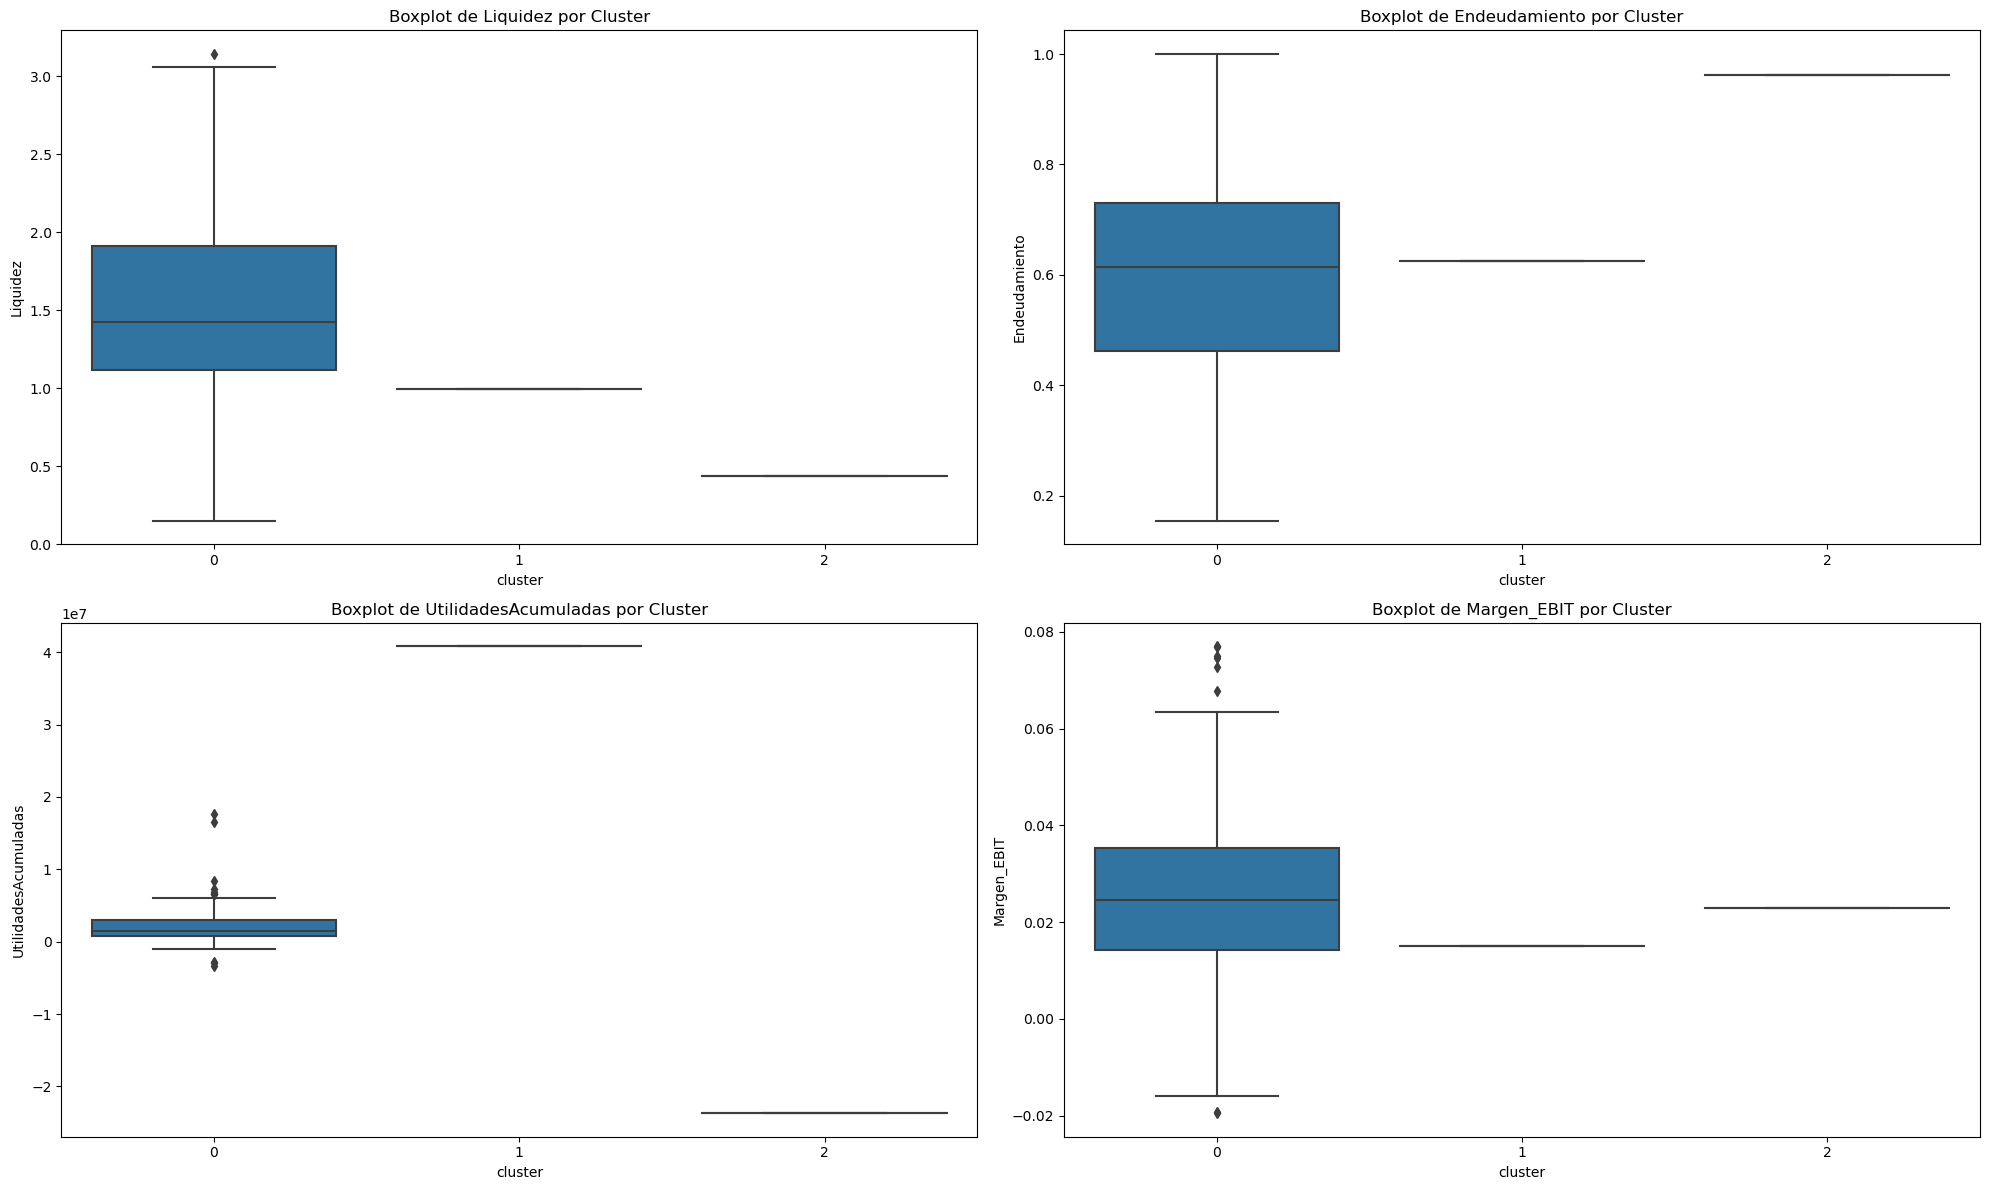 Boxplot de Liquidez por Cluster
3.0
2.5
2.0
1.5
1.0
0.5
0.0
Liquidez
0 1 2
cluster
Boxplot de Endeudamiento por Cluster
1.0
0.8
0.6
0.4
0.2
Endeudamiento
0 1 2
cluster
Boxplot de UtilidadesAcumuladas por Cluster
1e7
4
3
2
1
0
−1
−2
UtilidadesAcumuladas
0 1 2
cluster
Boxplot de Margen_EBIT por Cluster
0.08
0.06
0.04
0.02
0.00
−0.02
Margen_EBIT
0 1 2
cluster